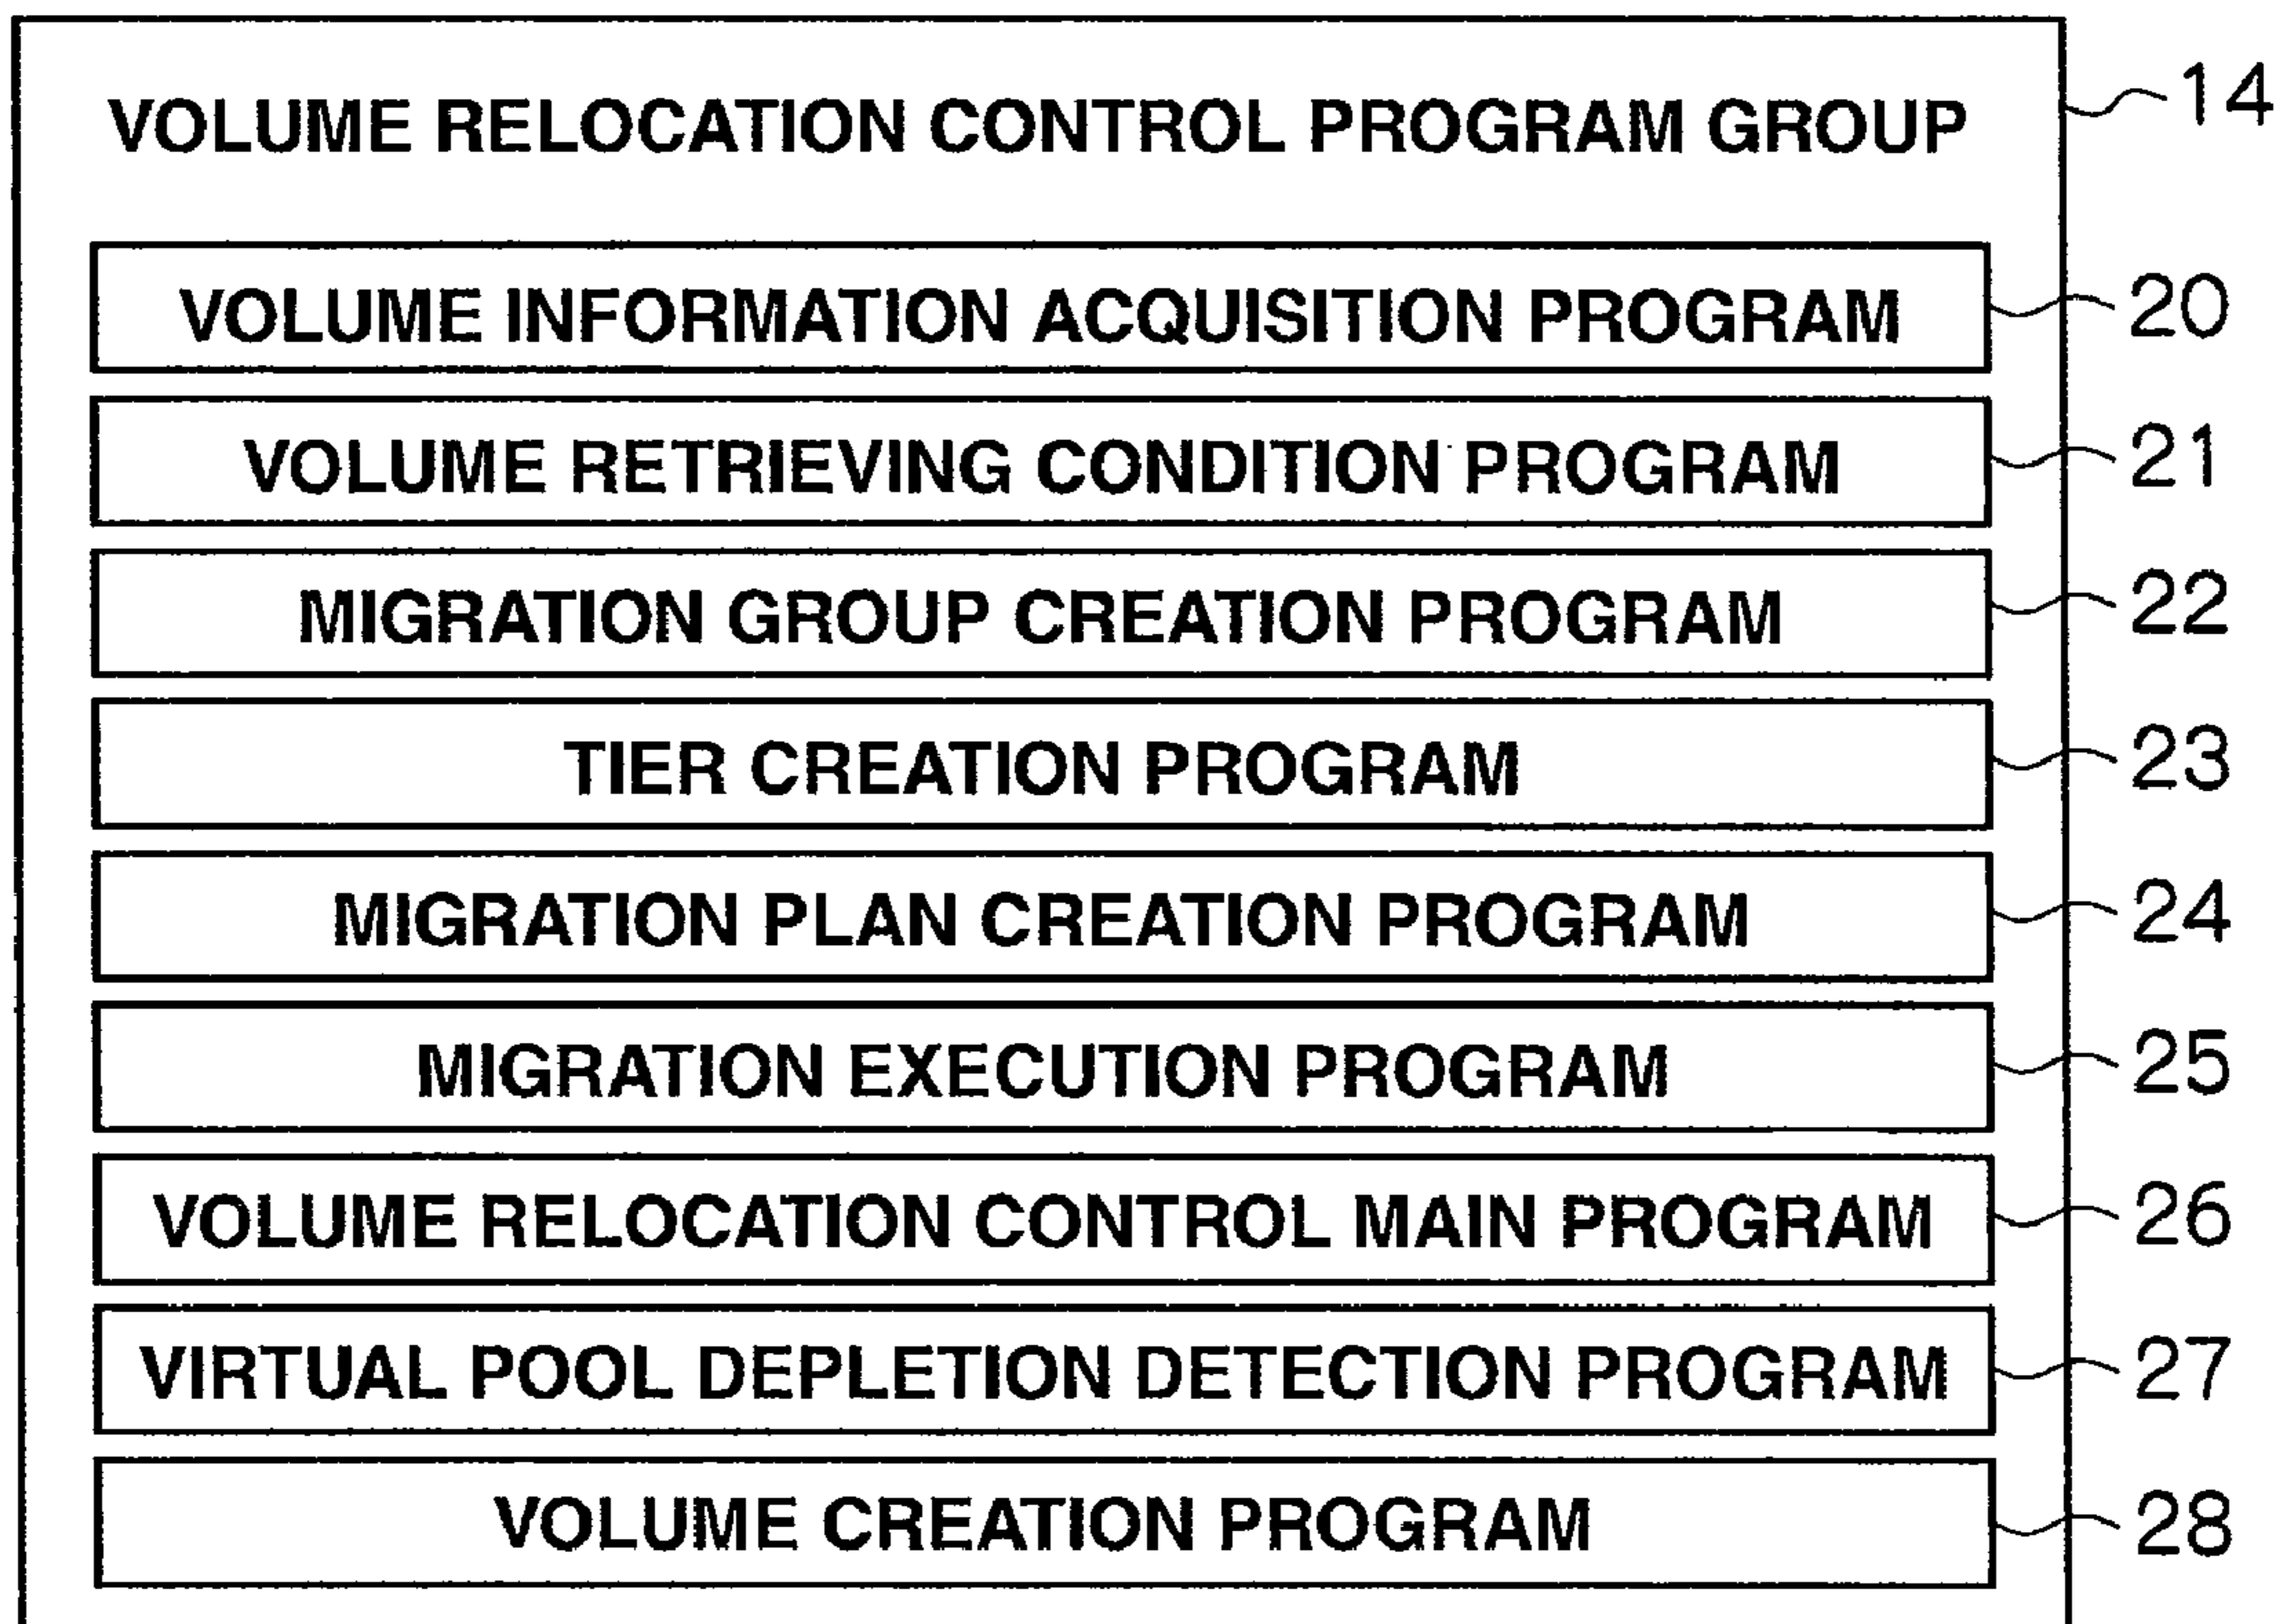 VOLUME RELOCATION CONTROL PROGRAM GROUP 14
VOLUME INFORMATION ACQUISITION PROGRAM 20
VOLUME RETRIEVING CONDITION PROGRAM 21
MIGRATION GROUP CREATION PROGRAM 22
TIER CREATION PROGRAM 23
MIGRATION PLAN CREATION PROGRAM 24
MIGRATION EXECUTION PROGRAM 25
VOLUME RELOCATION CONTROL MAIN PROGRAM 26
VIRTUAL POOL DEPLETION DETECTION PROGRAM 27
VOLUME CREATION PROGRAM 28